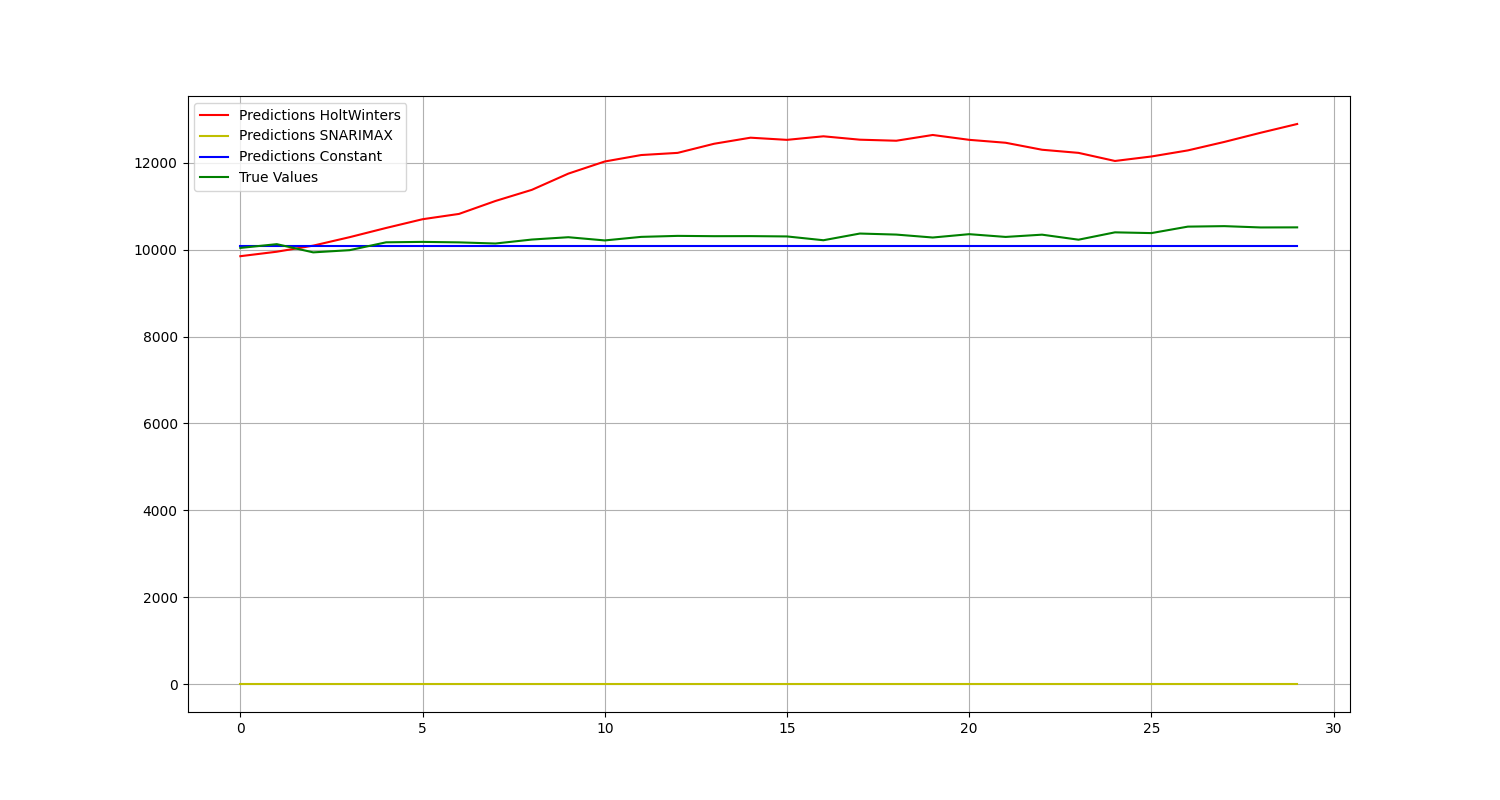 Predictions HoltWinters
Predictions SNARIMAX
Predictions Constant
True Values
12000
10000
8000
6000
4000
2000
0
0 5 10 15 20 25 30